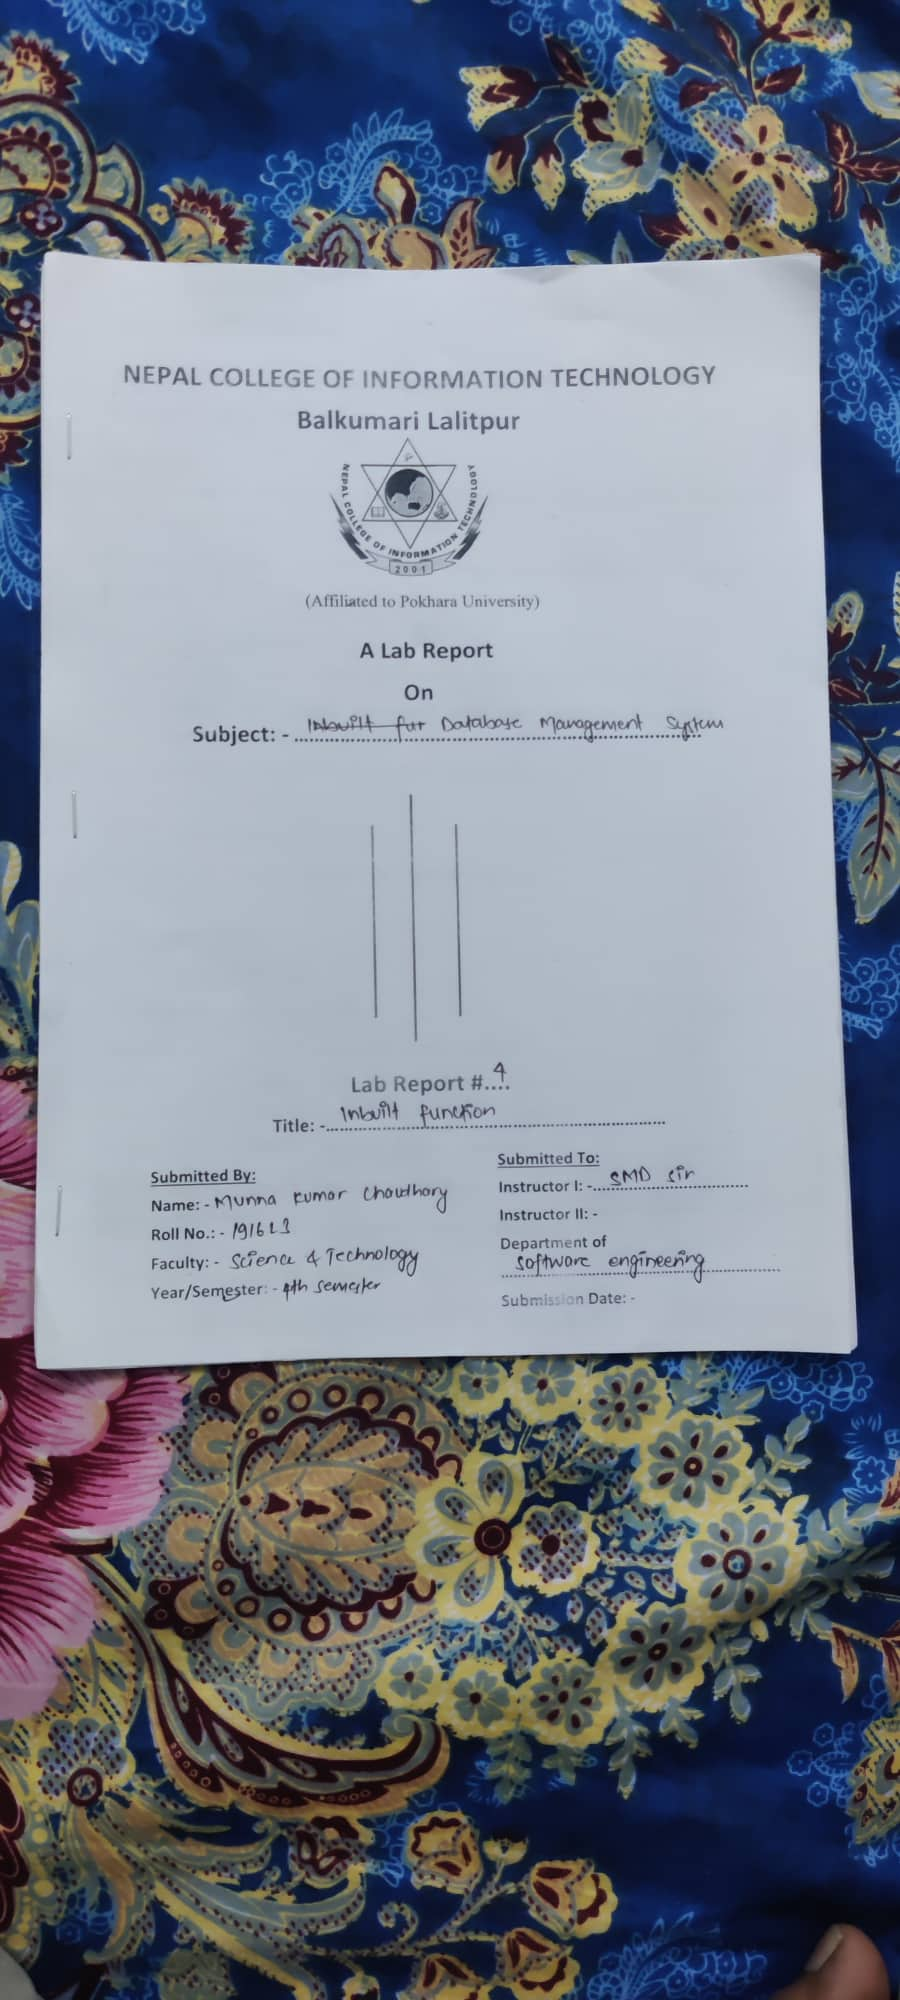 NEPAL COLLEGE OF INFORMATION TECHNOLOGY
Balkumari Lalitpur
NEPAL COLLEGE OF INFORMATION TECHNOLOGY
2001
(Affiliated to Pokhara University)
A Lab Report
On
Subject: - Inbuilt fur Database Management System
Lab Report #....4
Title: - Inbuilt function
Submitted By:
Name: - Munna kumar Chaudhary
Roll No.: -
Faculty: - Science & Technology
Year/Semester: - 4th semester
Submitted To:
Instructor I: - SMD sir
Instructor II: -
Department of
software engineering
Submission Date: -